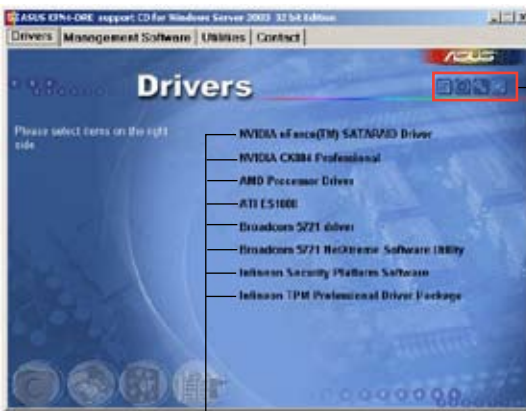 ASUS K8N4-DRE support CD for Windows Server 2003 32 bit Edition
Drivers Management Software Utilities Contact
ASUS
Drivers
Please select items on the right
side
NVIDIA nForce(TM) SATARAID Driver
NVIDIA CK804 Professional
AMD Processor Driver
ATI ES1000
Broadcom 5721 driver
Broadcom 5721 NetXtreme Software Utility
Infineon Security Platform Software
Infineon TPM Professional Driver Package